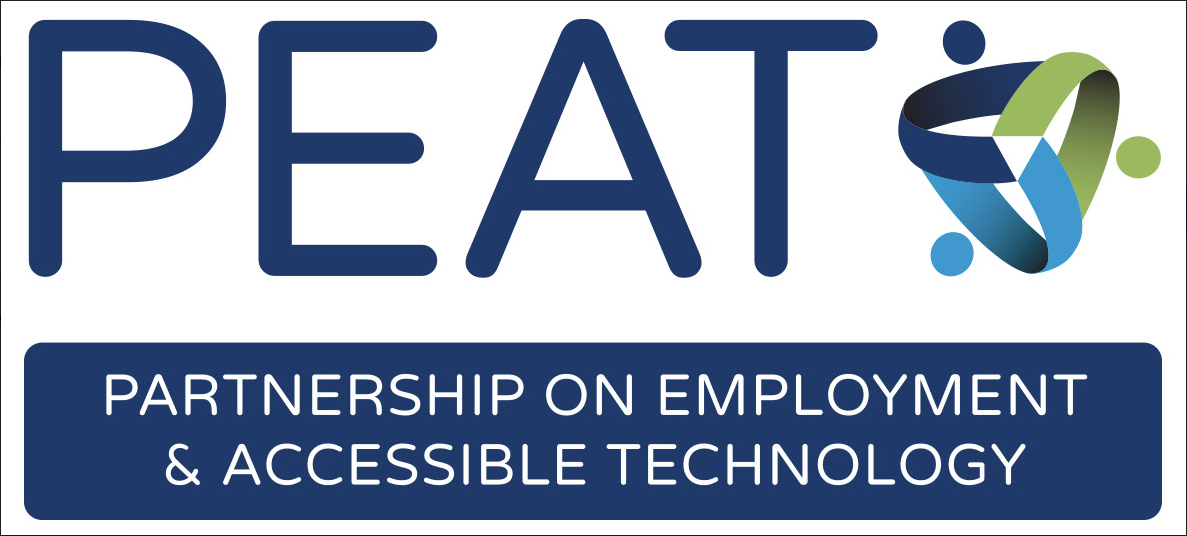 PEAT
PARTNERSHIP ON EMPLOYMENT
& ACCESSIBLE TECHNOLOGY